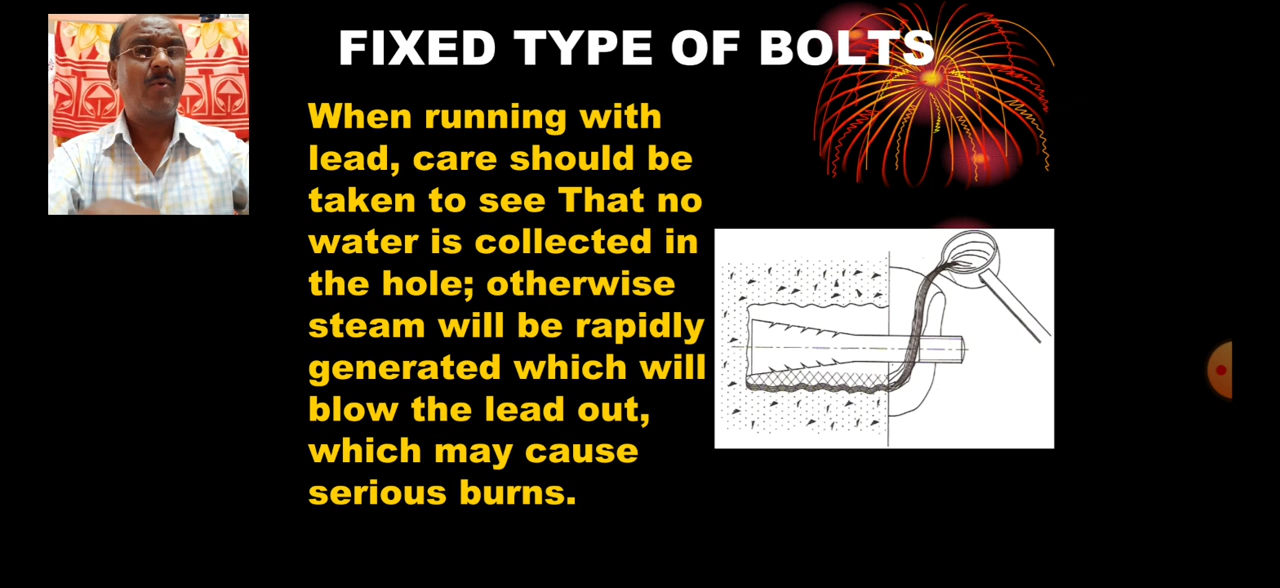 FIXED TYPE OF BOLTS
When running with
lead, care should be
taken to see That no
water is collected in
the hole; otherwise
steam will be rapidly
generated which will
blow the lead out,
which may cause
serious burns.